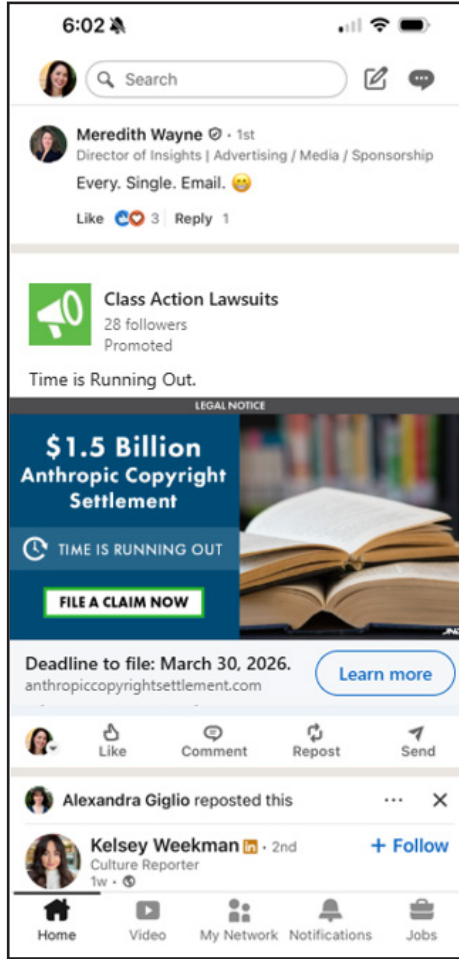 6:02
Search
Meredith Wayne · 1st
Director of Insights | Advertising / Media / Sponsorship
Every. Single. Email. 😁
Like 3 Reply 1
Class Action Lawsuits
28 followers
Promoted
Time is Running Out.
LEGAL NOTICE
$1.5 Billion
Anthropic Copyright
Settlement
TIME IS RUNNING OUT
FILE A CLAIM NOW
Deadline to file: March 30, 2026.
anthropiccopyrightsettlement.com
Learn more
Like Comment Repost Send
Alexandra Giglio reposted this
Kelsey Weekman in · 2nd
+ Follow
Culture Reporter
1w ·
Home Video My Network Notifications Jobs